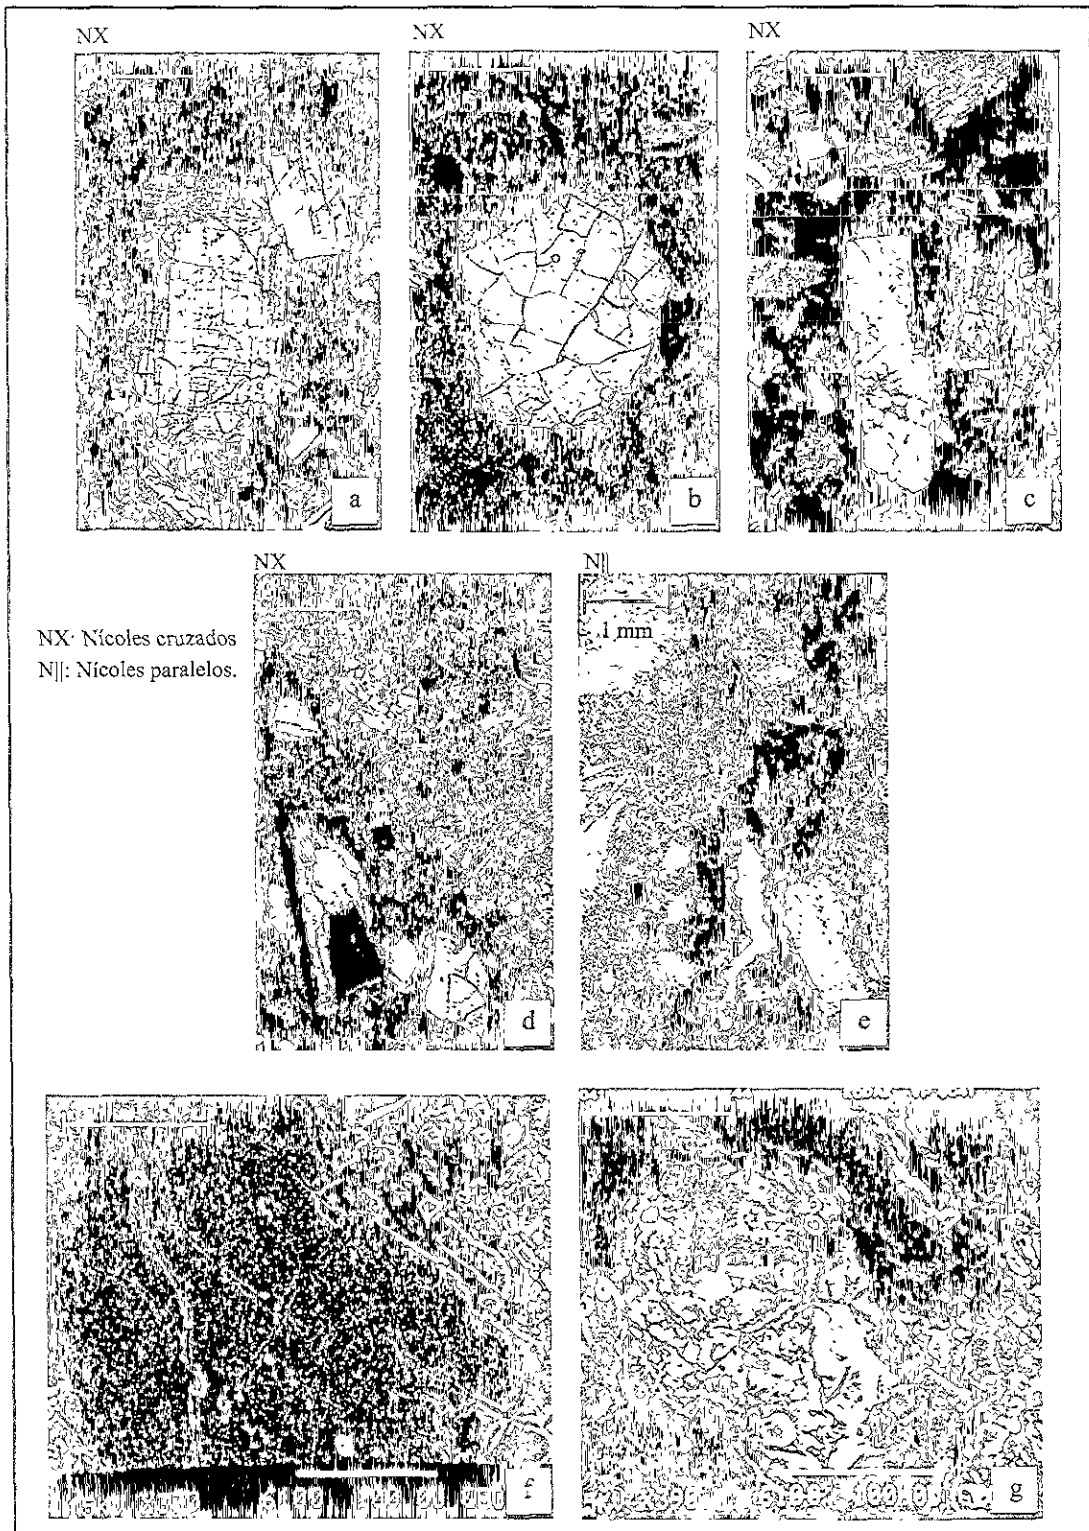 NX
NX
NX
a
b
c
NX
N||
NX: Nícoles cruzados
N||: Nícoles paralelos.
1 mm
d
e
f
g